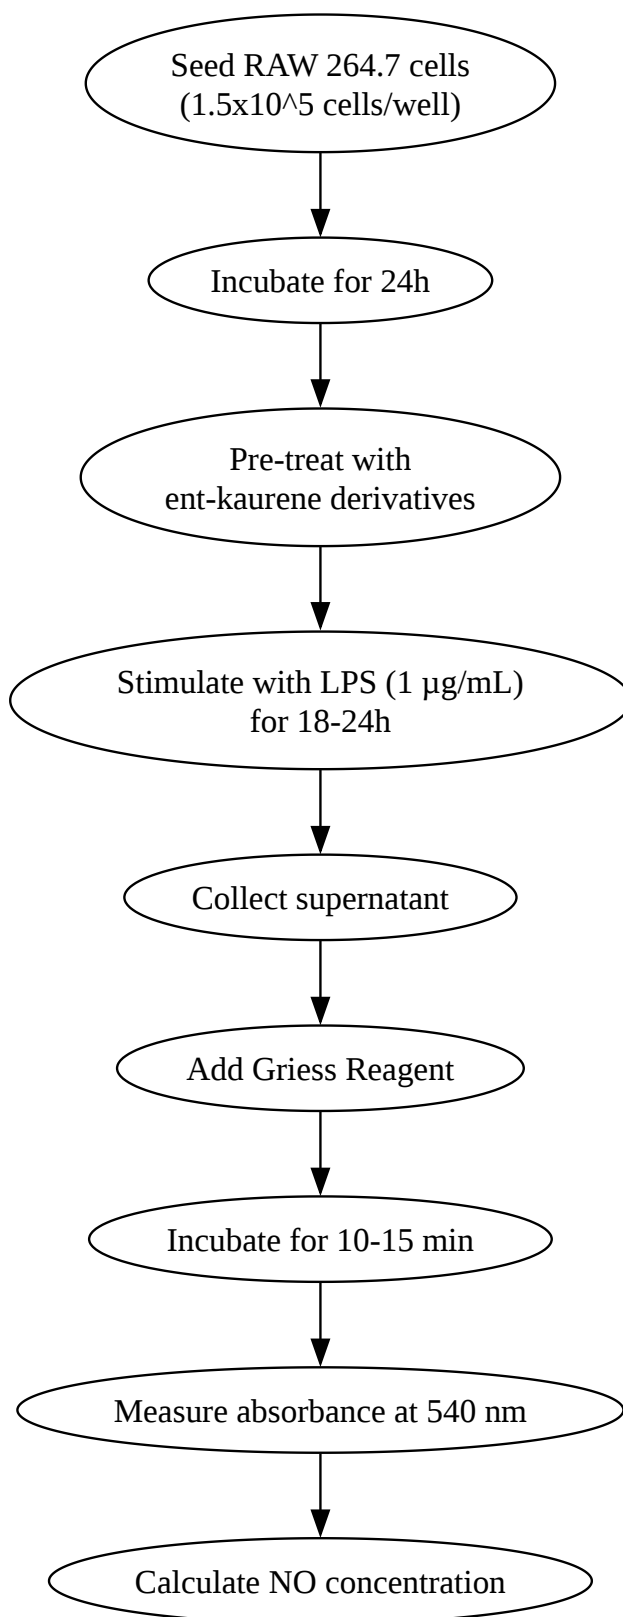 Seed RAW 264.7 cells
(1.5x10^5 cells/well)
Incubate for 24h
Pre-treat with
ent-kaurene derivatives
Stimulate with LPS (1 µg/mL)
for 18-24h
Collect supernatant
Add Griess Reagent
Incubate for 10-15 min
Measure absorbance at 540 nm
Calculate NO concentration